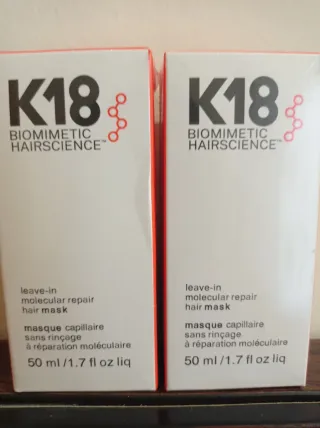 K18
BIOMIMETIC
HAIRSCIENCE™
leave-in
molecular repair
hair mask
masque capillaire
sans rinçage
à réparation moléculaire
50 ml /1.7 fl oz liq
K18
BIOMIMETIC
HAIRSCIENCE™
leave-in
molecular repair
hair mask
masque capillaire
sans rinçage
à réparation moléculaire
50 ml /1.7 fl oz liq